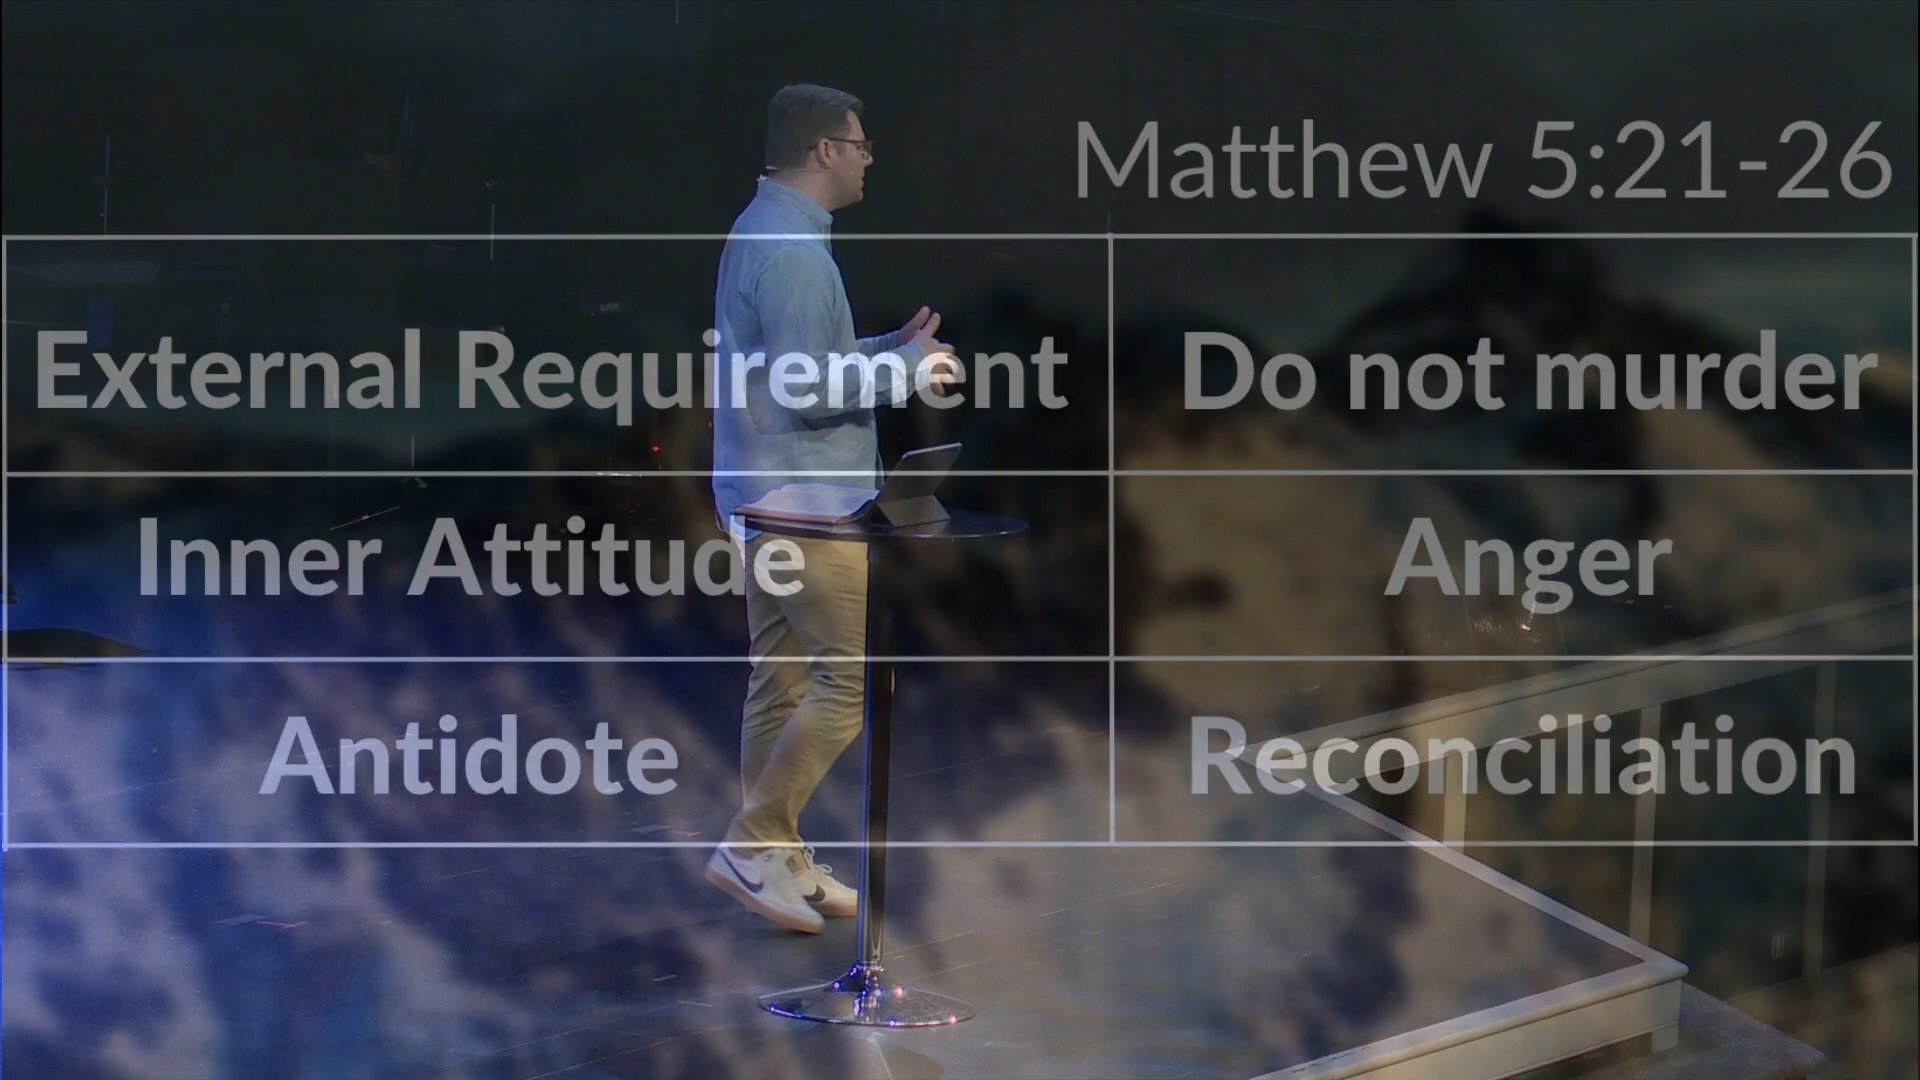 Matthew 5:21-26
External Requirement Do not murder
Inner Attitude Anger
Antidote Reconciliation